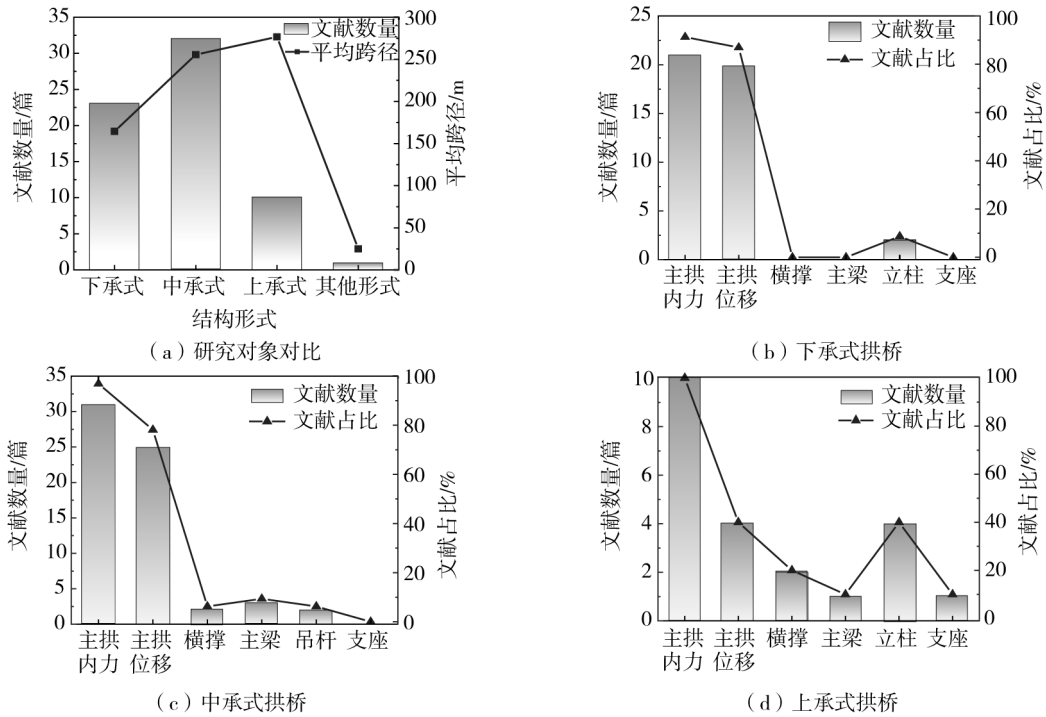 35
30
25
20
15
10
5
0
文献数量/篇
文献数量
平均跨径
300
250
200
150
100
50
0
平均跨径/m
下承式 中承式 上承式 其他形式
结构形式
(a)研究对象对比
25
20
15
10
5
0
文献数量/篇
文献数量
文献占比
100
80
60
40
20
0
文献占比/%
主拱内力 主拱位移 横撑 主梁 立柱 支座
(b)下承式拱桥
35
30
25
20
15
10
5
0
文献数量/篇
文献数量
文献占比
100
80
60
40
20
0
文献占比/%
主拱内力 主拱位移 横撑 主梁 吊杆 支座
(c)中承式拱桥
10
8
6
4
2
0
文献数量/篇
文献数量
文献占比
100
80
60
40
20
0
文献占比/%
主拱内力 主拱位移 横撑 主梁 立柱 支座
(d)上承式拱桥